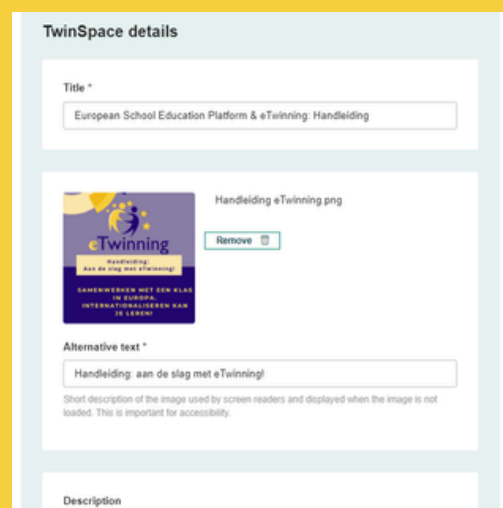 TwinSpace details
Title *
European School Education Platform & eTwinning: Handleiding
Handleiding eTwinning.png
Remove
eTwinning
Handleiding:
Aan de slag met eTwinning!
SAMENWERKEN MET EEN KLAS
IN EUROPA.
INTERNATIONALISEREN KAN
JE LEREN!
Alternative text *
Handleiding: aan de slag met eTwinning!
Short description of the image used by screen readers and displayed when the image is not
loaded. This is important for accessibility.
Description